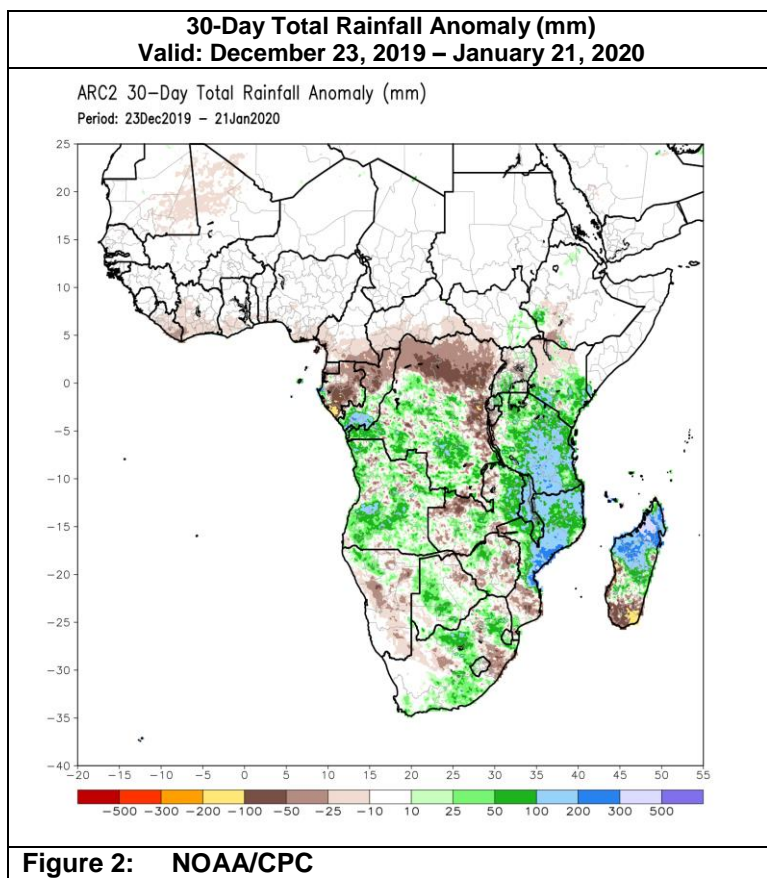 30-Day Total Rainfall Anomaly (mm)
Valid: December 23, 2019 – January 21, 2020
ARC2 30-Day Total Rainfall Anomaly (mm)
Period: 23Dec2019 - 21Jan2020
25
20
15
10
5
0
-5
-10
-15
-20
-25
-30
-35
-40
-20 -15 -10 -5 0 5 10 15 20 25 30 35 40 45 50 55
-500 -300 -200 -100 -50 -25 -10 10 25 50 100 200 300 500
Figure 2: NOAA/CPC